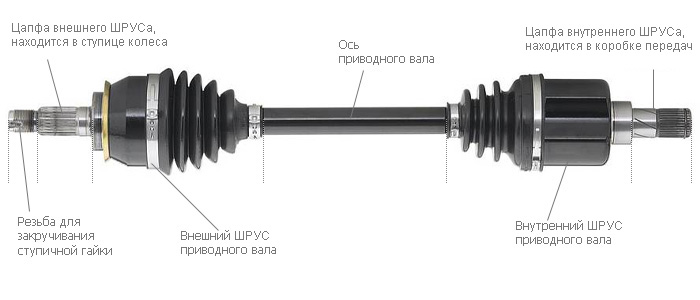 Цапфа внешнего ШРУСа,
находится в ступице колеса
Ось
приводного вала
Цапфа внутреннего ШРУСа,
находится в коробке передач
Резьба для
закручивания
ступичной гайки
Внешний ШРУС
приводного вала
Внутренний ШРУС
приводного вала